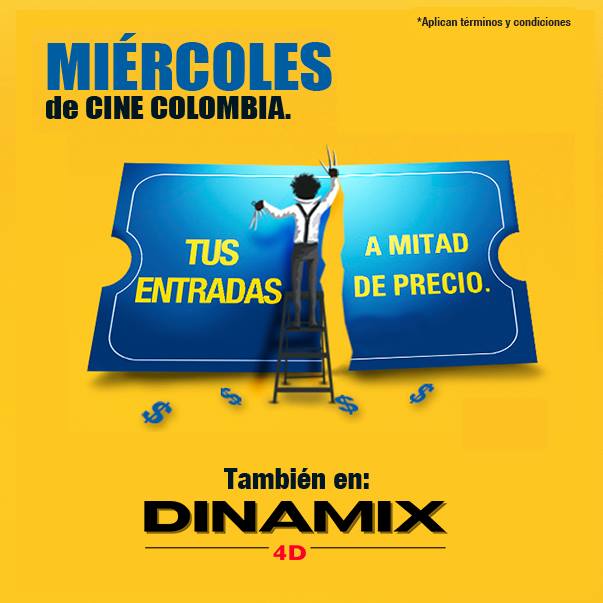 *Aplican términos y condiciones
MIÉRCOLES
de CINE COLOMBIA.
TUS
ENTRADAS
A MITAD
DE PRECIO.
$ $ $ $
También en:
DINAMIX
4D